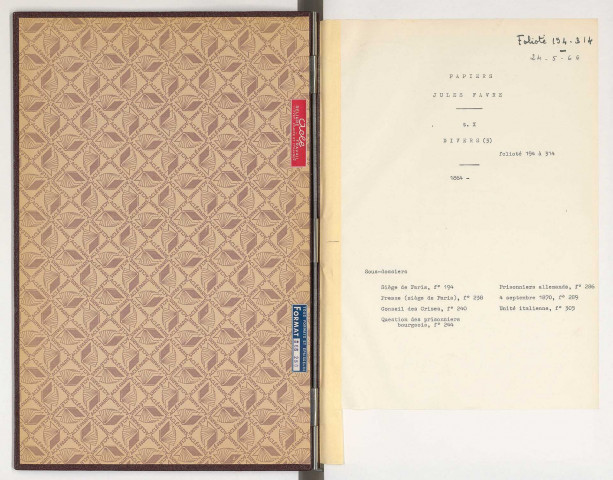 Folioté 194-314
24-5-66
PAPIERS
JULES FAVRE
DIVERS (3)
folioté 194 à 314
1864 -
Sous-dossiers
Siège de Paris, f° 194
Presse (siège de Paris), f° 238
Conseil des Crises, f° 240
Question des prisonniers
bourgeois, f° 244
Prisonniers allemands, f° 286
4 septembre 1870, f° 289
Unité italienne, f° 305
FORMAT